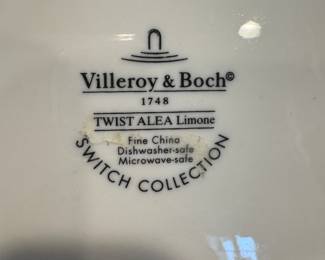 Villeroy & Boch©
1748
TWIST ALEA Limone
Fine China
Dishwasher-safe
Microwave-safe
SWITCH COLLECTION